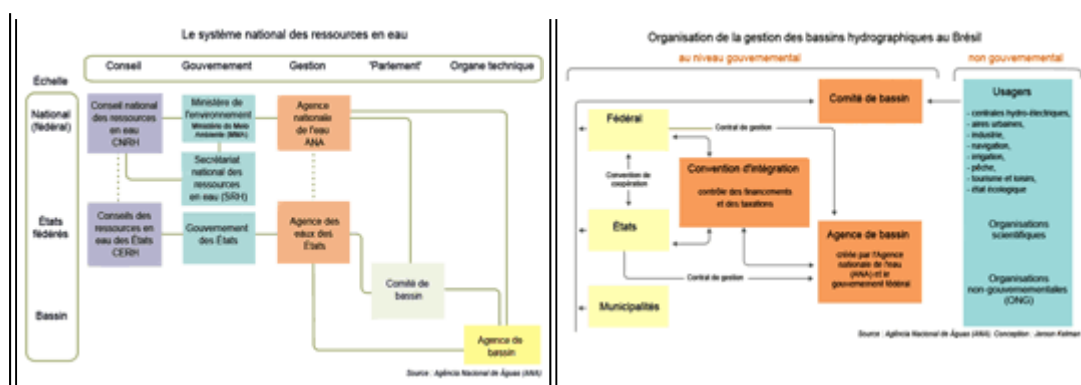 Le système national des ressources en eau
Conseil
Gouvernement
Gestion
'Parlement'
Organe technique
Échelle
National
(fédéral)
Conseil national
des ressources
en eau
CNRH
Ministère de
l'environnement
Ministério do Meio
Ambiente (MMA)
Agence
nationale
de l'eau
ANA
Secrétariat
national des
ressources
en eau (SRH)
États
fédérés
Conseils des
ressources en
eau des États
CERH
Gouvernement
des États
Agence des
eaux des
États
Comité de
bassin
Bassin
Agence de
bassin
Source : Agência Nacional de Águas (ANA)
Organisation de la gestion des bassins hydrographiques au Brésil
au niveau gouvernemental
non gouvernemental
Comité de bassin
Usagers
- centrales hydro-électriques,
- aires urbaines,
- industrie,
- navigation,
- irrigation,
- pêche,
- tourisme et loisirs,
- état écologique
Fédéral
Contrat de gestion
Convention de
coopération
Convention d'intégration
contrôle des financements
et des taxations
États
Agence de bassin
créée par l'Agence
nationale de l'eau
(ANA) et le
gouvernement fédéral
Organisations
scientifiques
Contrat de gestion
Organisations
non-gouvernementales
(ONG)
Municipalités
Source : Agência Nacional de Águas (ANA). Conception : Jerson Kelman